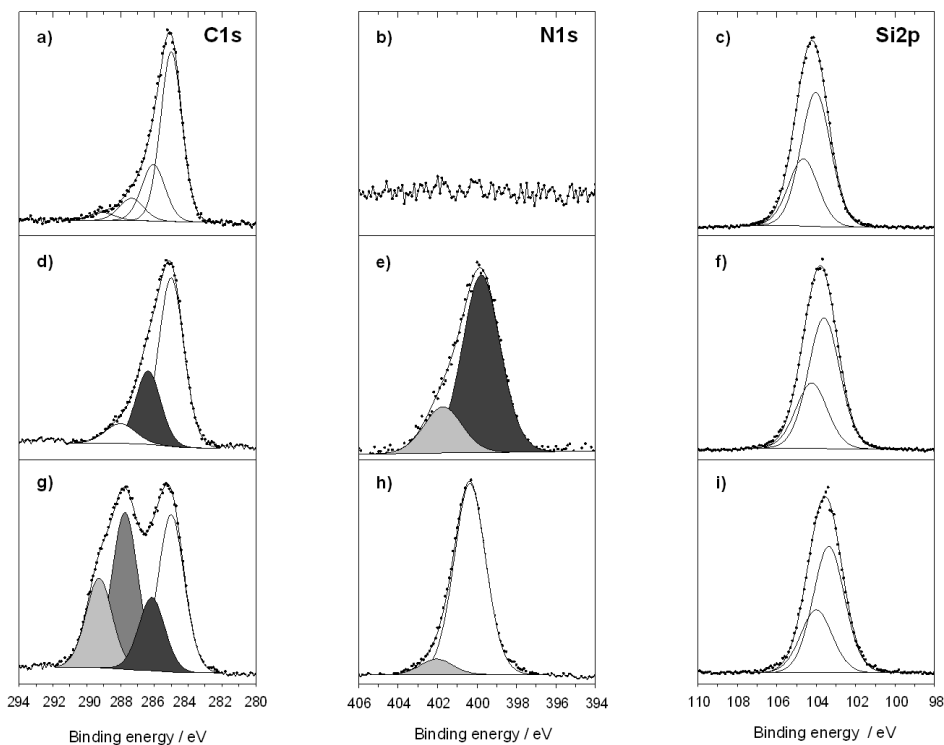 a) C1s
b) N1s
c) Si2p
d)
e)
f)
g)
h)
i)
294 292 290 288 286 284 282 280
406 404 402 400 398 396 394
110 108 106 104 102 100 98
Binding energy / eV
Binding energy / eV
Binding energy / eV